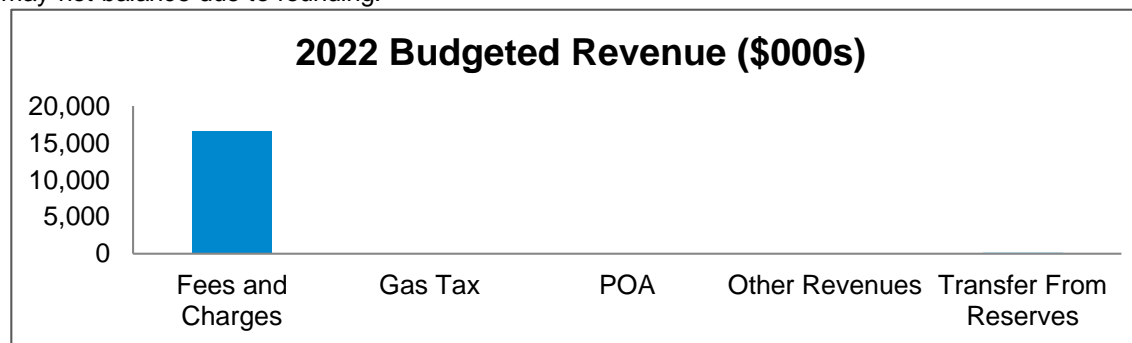 may not balance due to rounding.
2022 Budgeted Revenue ($000s)
20,000
15,000
10,000
5,000
0
Fees and Charges
Gas Tax
POA
Other Revenues
Transfer From Reserves